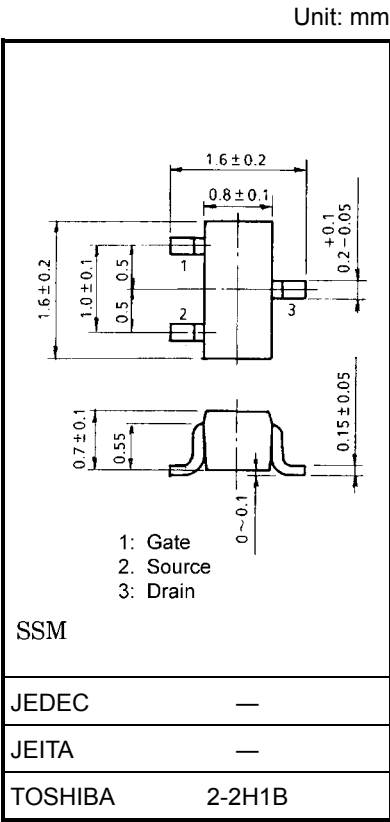 Unit: mm
1.6±0.2
0.8±0.1
+0.1
0.2-0.05
1.6±0.2
1.0±0.1
0.5
0.5
1
2
3
0.7±0.1
0.55
0.15±0.05
0~0.1
1: Gate
2. Source
3: Drain
SSM
JEDEC —
JEITA —
TOSHIBA 2-2H1B